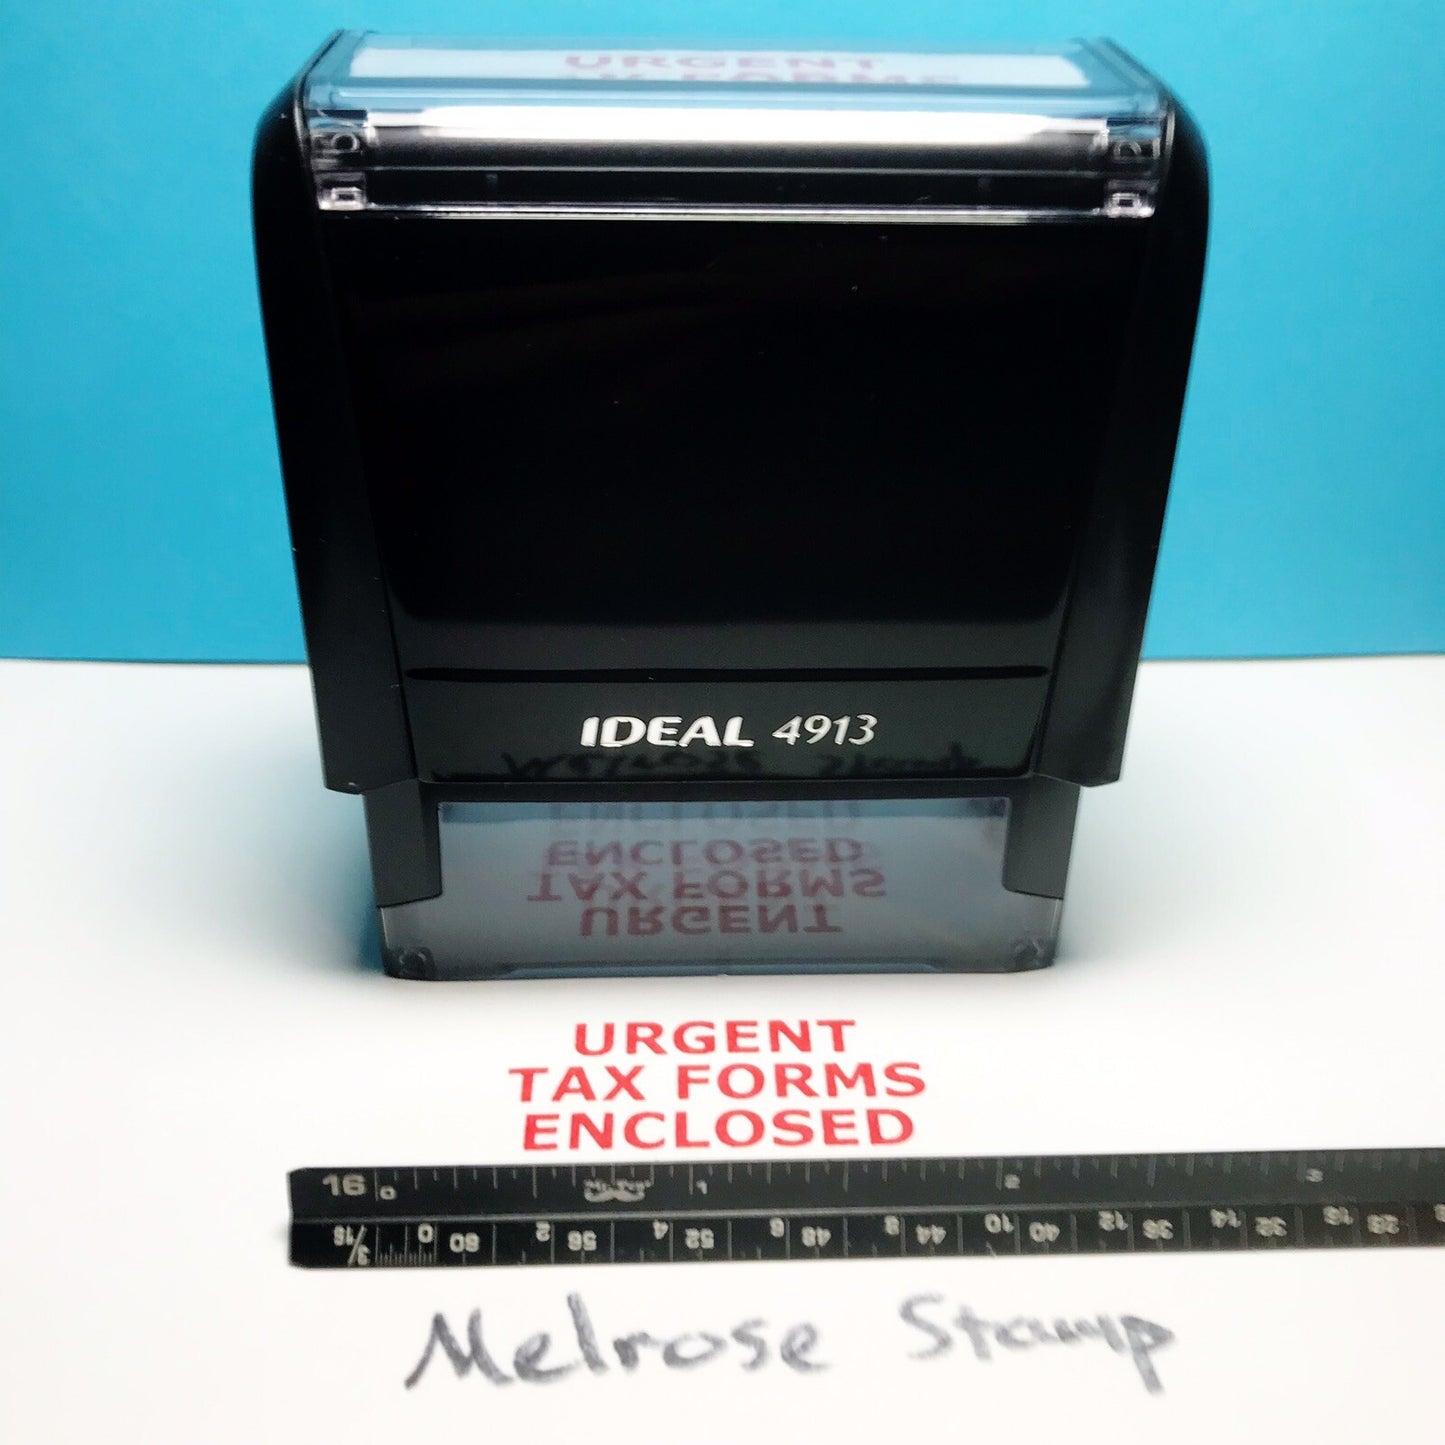 URGENT
TAX FORMS
IDEAL 4913
ENCLOSED
TAX FORMS
URGENT
URGENT
TAX FORMS
ENCLOSED
16 0 1 2 3
3/16 0 60 2 56 4 52 6 48 8 44 10 40 12 36 14 32 16 28
Melrose Stamp